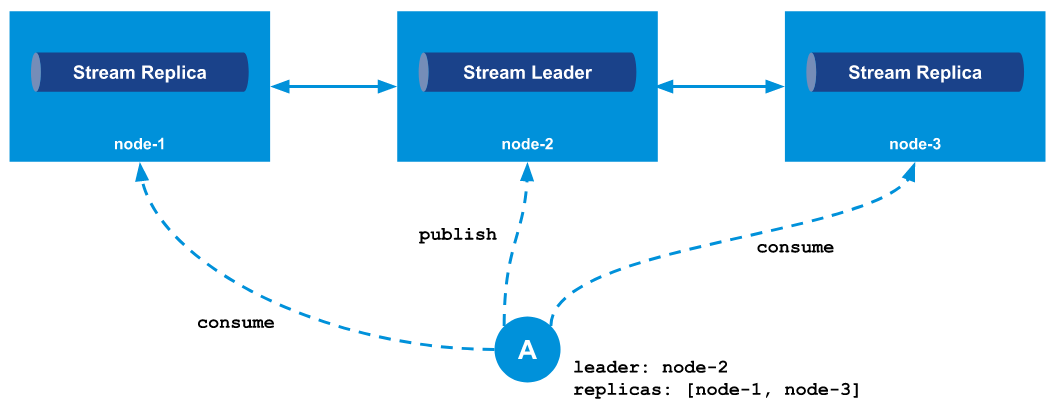 Stream Replica
Stream Leader
Stream Replica
node-1
node-2
node-3
publish
consume
consume
A
leader: node-2
replicas: [node-1, node-3]